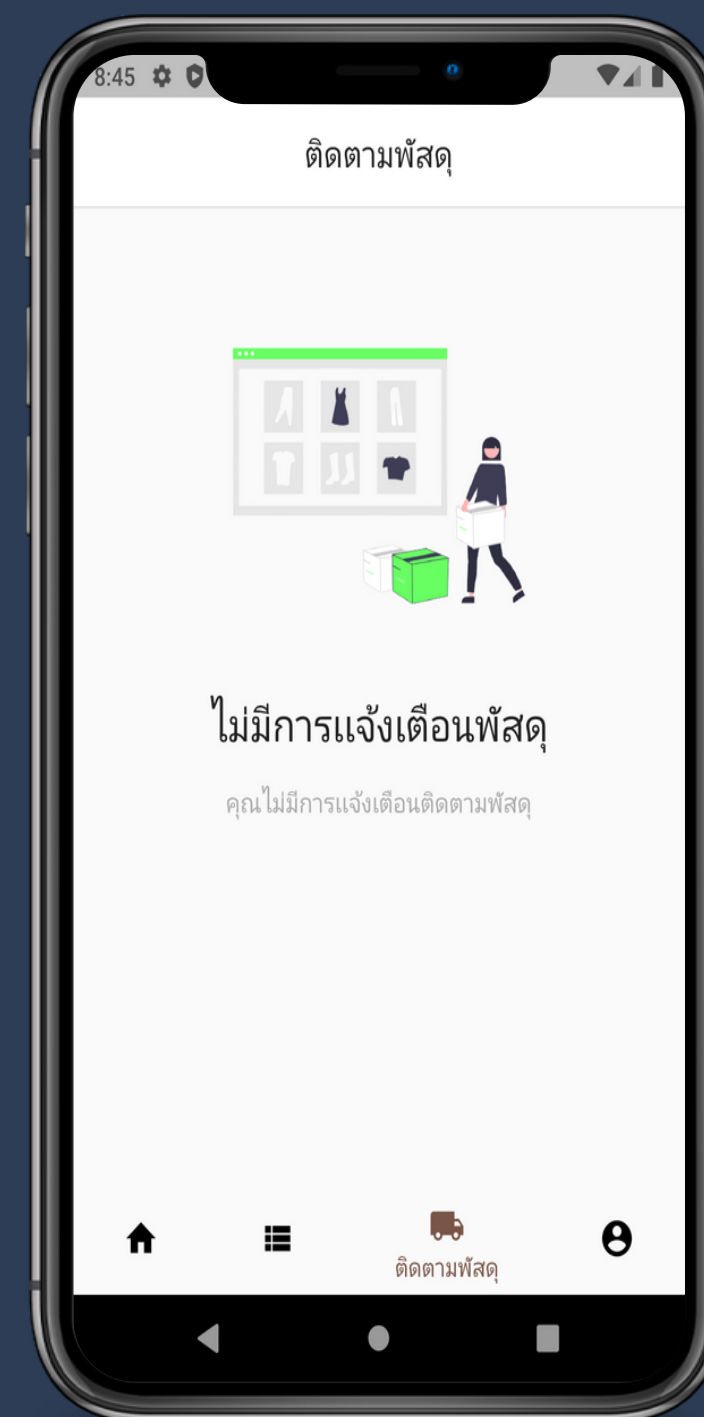 8:45
ติดตามพัสดุ
ไม่มีการแจ้งเตือนพัสดุ
คุณไม่มีการแจ้งเตือนติดตามพัสดุ
ติดตามพัสดุ